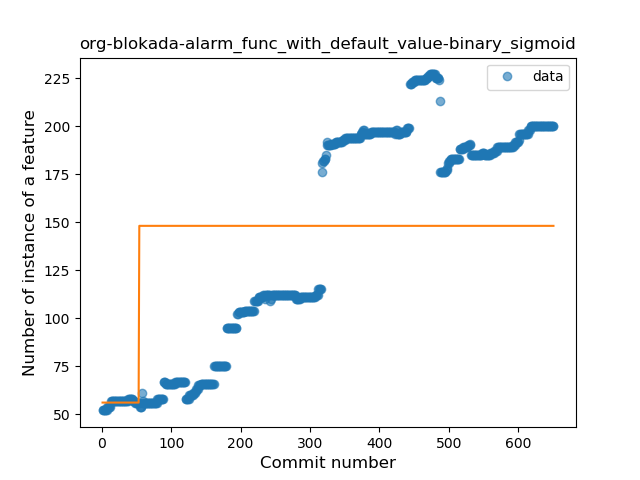 org-blokada-alarm_func_with_default_value-binary_sigmoid
data
Number of instance of a feature
225
200
175
150
125
100
75
50
0 100 200 300 400 500 600
Commit number